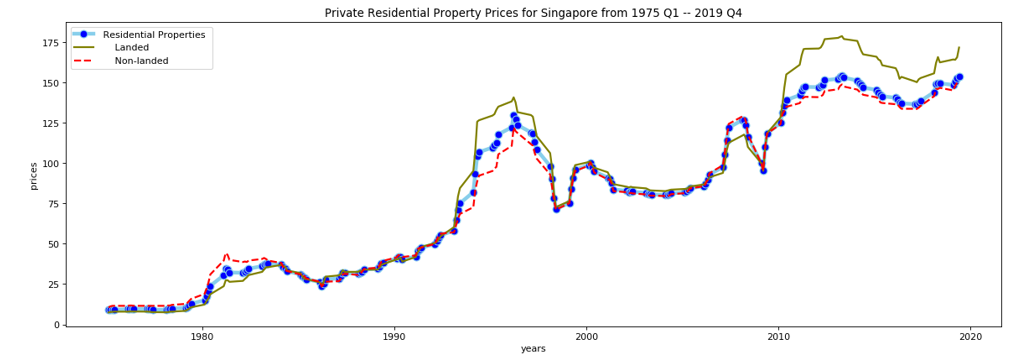 Private Residential Property Prices for Singapore from 1975 Q1 -- 2019 Q4
Residential Properties
Landed
Non-landed
prices
175
150
125
100
75
50
25
0
1980 1990 2000 2010 2020
years